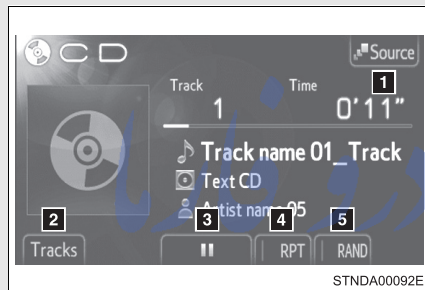 CD
Source
1
Track
Time
1
0'11"
Track name 01_Track
Text CD
Artist name 05
2
3
4
5
Tracks
RPT
RAND
STNDA00092E